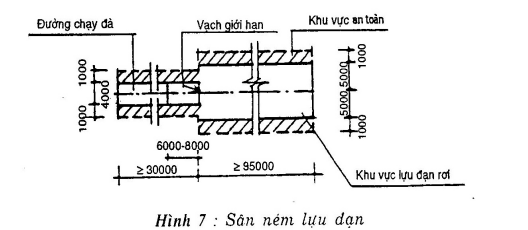 Đường chạy đà
Vạch giới hạn
Khu vực an toàn
1000
4000
1000
1000
5000
5000
1000
6000-8000
≥ 30000
≥ 95000
Khu vực lựu đạn rơi
Hình 7 : Sân ném lựu đạn